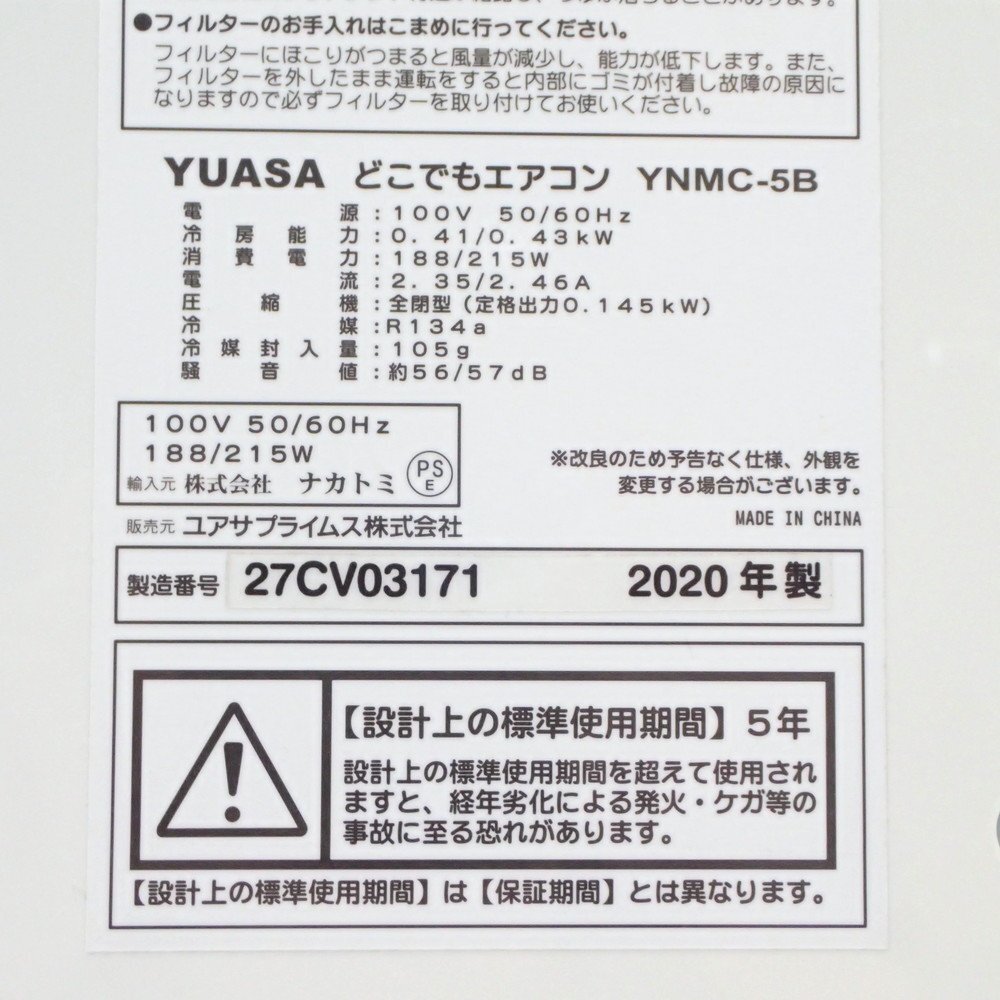 ●フィルターのお手入れはこまめに行ってください。
フィルターにほこりがつまると風量が減少し、能力が低下します。また、
フィルターを外したまま運転をすると内部にゴミが付着し故障の原因に
なりますので必ずフィルターを取り付けてお使いください。
YUASA どこでもエアコン YNMC-5B
電源:100V 50/60Hz
冷房能力:0.41/0.43kW
消費電力:188/215W
電流:2.35/2.46A
圧縮機:全閉型(定格出力0.145kW)
冷媒:R134a
冷媒封入量:105g
騒音値:約56/57dB
100V 50/60Hz
188/215W
輸入元 株式会社 ナカトミ
PS
E
販売元 ユアサプライムス株式会社
※改良のため予告なく仕様、外観を
変更する場合がございます。
MADE IN CHINA
製造番号 27CV03171 2020年製
【設計上の標準使用期間】5年
設計上の標準使用期間を超えて使用され
ますと、経年劣化による発火・ケガ等の
事故に至る恐れがあります。
【設計上の標準使用期間】は【保証期間】とは異なります。